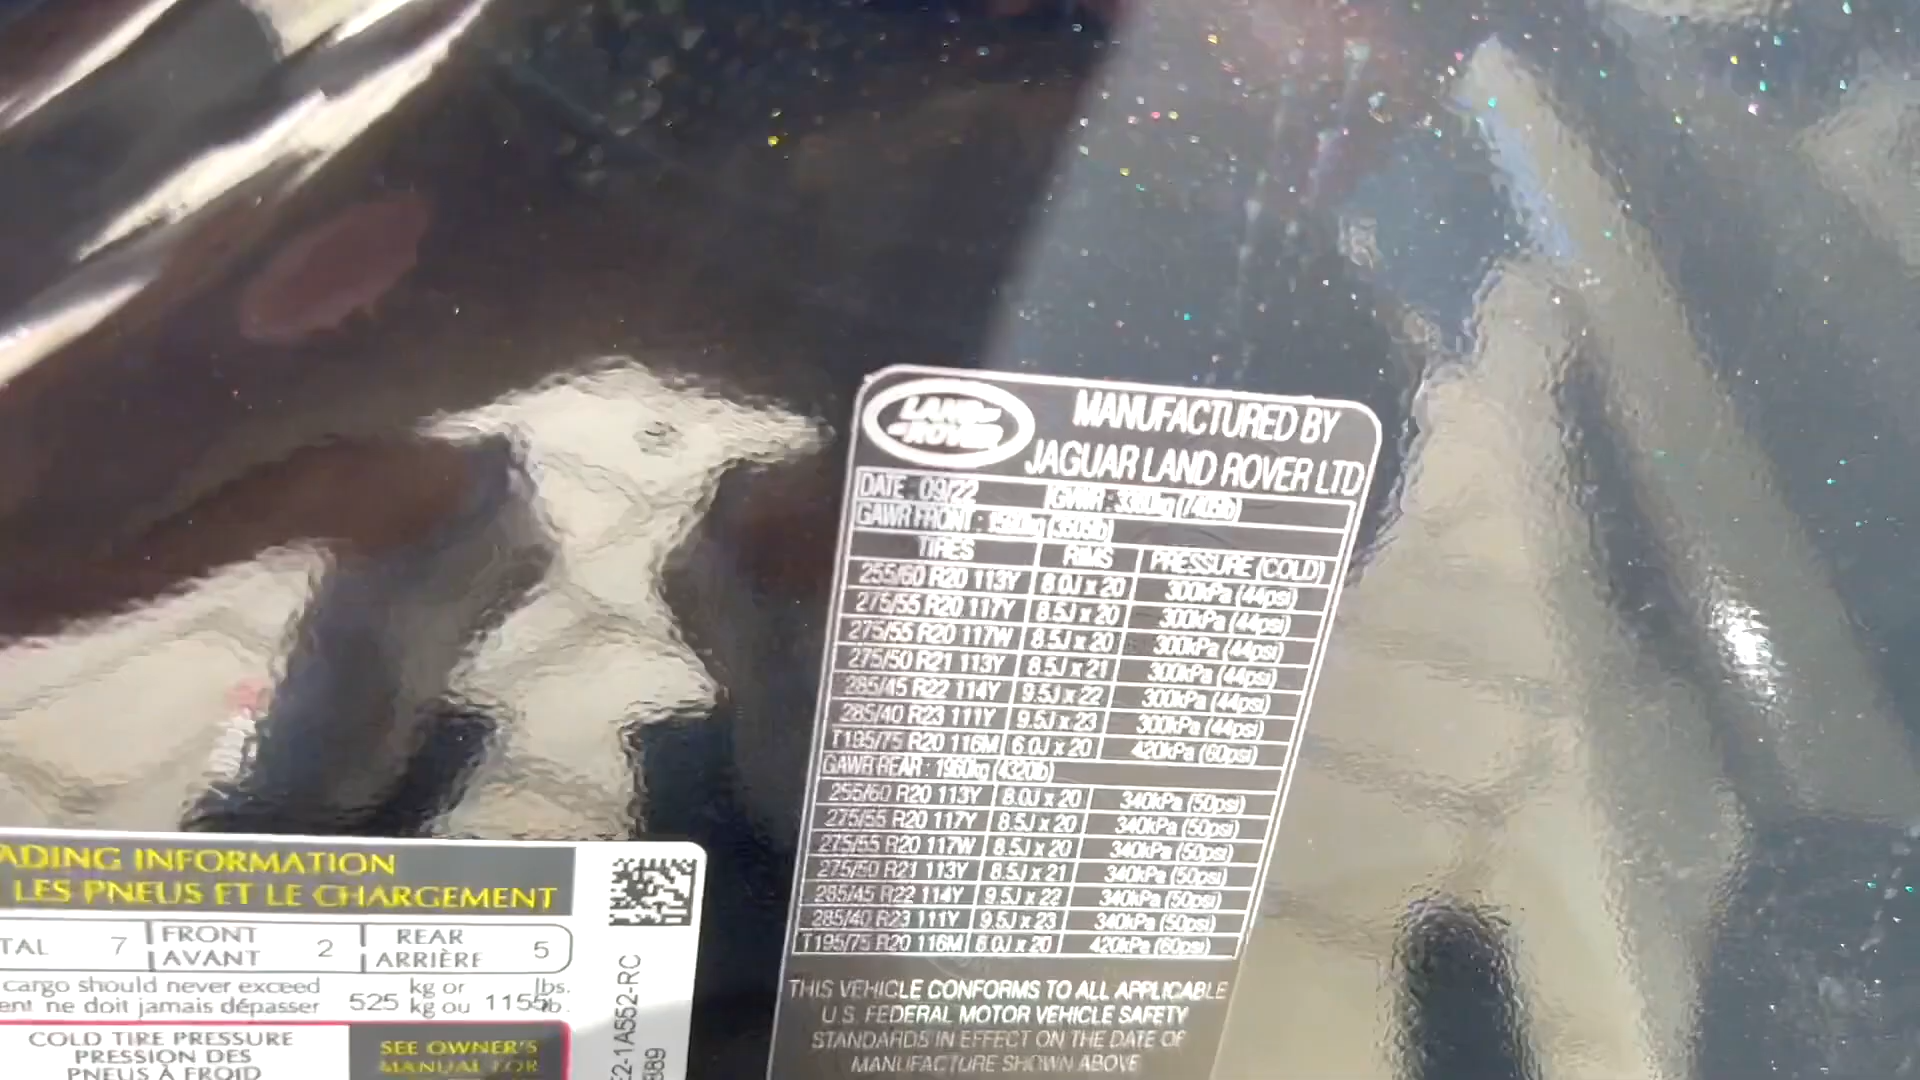 LAND
ROVER
MANUFACTURED BY
JAGUAR LAND ROVER LTD
DATE : 09/22 GVWR : 3360kg (7408lb)
GAWR FRONT : (3505lb)
TIRES RIMS PRESSURE (COLD)
255/60 R20 113Y 8.0J x 20 300kPa (44psi)
275/55 R20 117Y 8.5J x 20 300kPa (44psi)
275/55 R20 117W 8.5J x 20 300kPa (44psi)
275/50 R21 113Y 8.5J x 21 300kPa (44psi)
285/45 R22 114Y 9.5J x 22 300kPa (44psi)
285/40 R23 111Y 9.5J x 23 300kPa (44psi)
T195/75 R20 116M 6.0J x 20 420kPa (60psi)
GAWR REAR : 1960kg (4320lb)
255/60 R20 113Y 8.0J x 20 340kPa (50psi)
275/55 R20 117Y 8.5J x 20 340kPa (50psi)
275/55 R20 117W 8.5J x 20 340kPa (50psi)
275/50 R21 113Y 8.5J x 21 340kPa (50psi)
285/45 R22 114Y 9.5J x 22 340kPa (50psi)
285/40 R23 111Y 9.5J x 23 340kPa (50psi)
T195/75 R20 116M 6.0J x 20 420kPa (60psi)
THIS VEHICLE CONFORMS TO ALL APPLICABLE
U.S. FEDERAL MOTOR VEHICLE SAFETY
STANDARDS IN EFFECT ON THE DATE OF
MANUFACTURE SHOWN ABOVE
ADING INFORMATION
LES PNEUS ET LE CHARGEMENT
TAL 7 FRONT 2 REAR 5
AVANT ARRIÈRE
cargo should never exceed kg or lbs.
ent ne doit jamais dépasser 525 kg ou 1155 lb.
COLD TIRE PRESSURE
PRESSION DES
PNEUS À FROID
SEE OWNER'S
MANUAL FOR
E2-1A552-RC
889